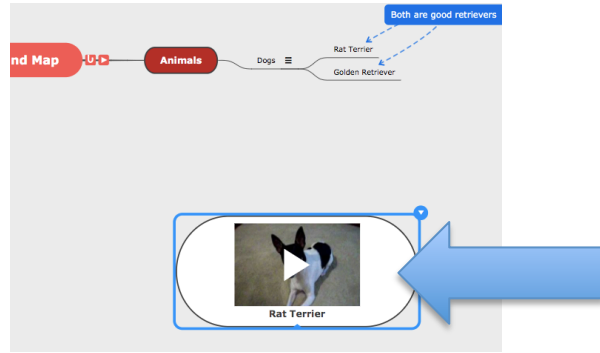 Both are good retrievers
Rat Terrier
nd Map
Animals
Dogs
Golden Retriever
Rat Terrier